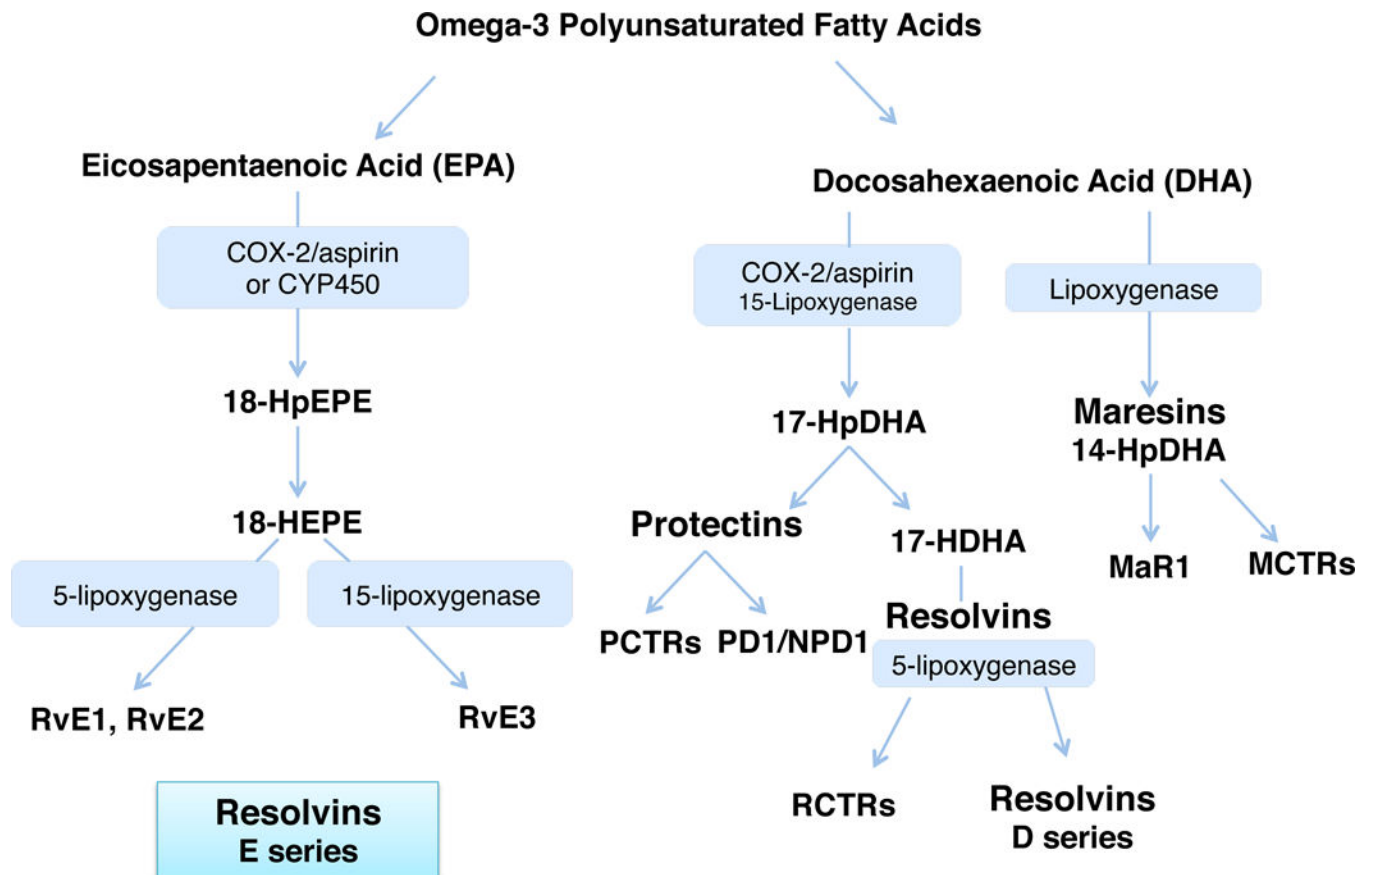 Omega-3 Polyunsaturated Fatty Acids
Eicosapentaenoic Acid (EPA)
COX-2/aspirin
or CYP450
18-HpEPE
18-HEPE
5-lipoxygenase
15-lipoxygenase
RvE1, RvE2
RvE3
Resolvins
E series
Docosahexaenoic Acid (DHA)
COX-2/aspirin
15-Lipoxygenase
Lipoxygenase
17-HpDHA
Maresins
14-HpDHA
Protectins
17-HDHA
MaR1
MCTRs
PCTRs
PD1/NPD1
Resolvins
5-lipoxygenase
RCTRs
Resolvins
D series